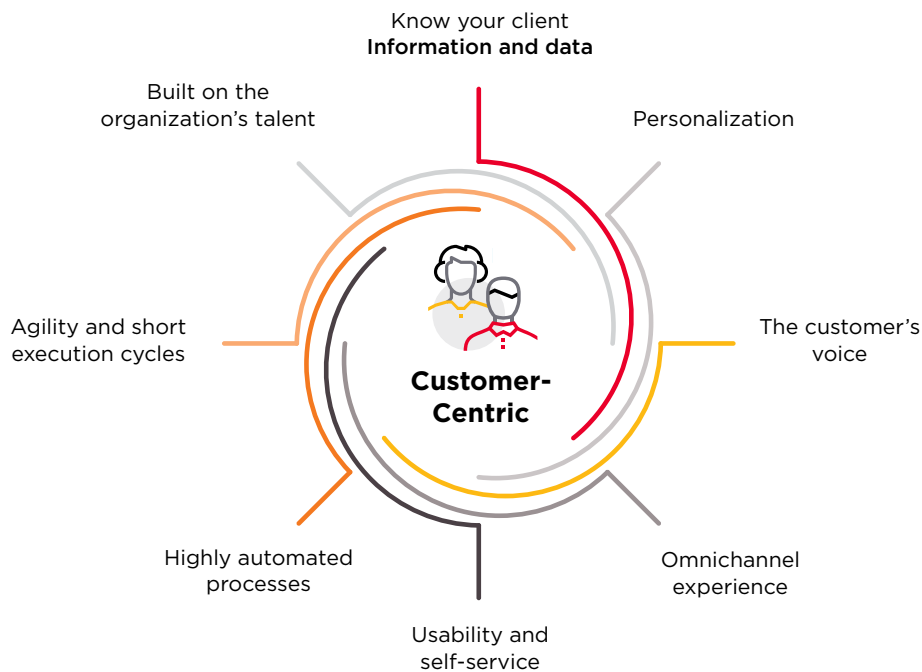 Know your client
Information and data
Built on the
organization’s talent
Personalization
Agility and short
execution cycles
The customer’s
voice
Customer-
Centric
Highly automated
processes
Omnichannel
experience
Usability and
self-service